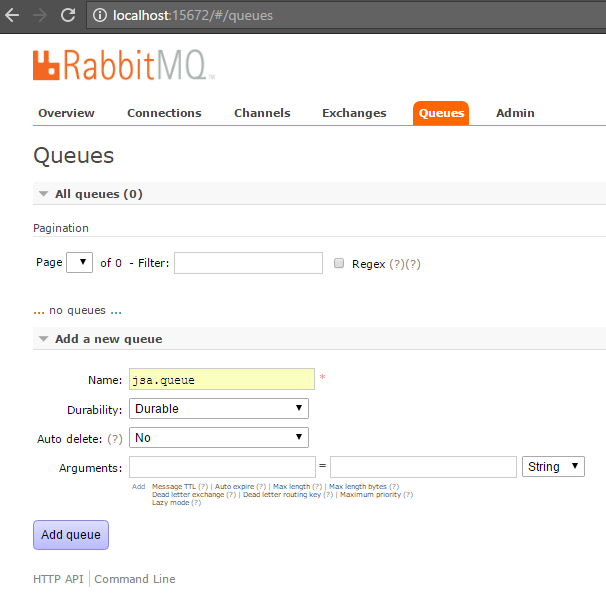 localhost:15672/#/queues
RabbitMQ
Overview Connections Channels Exchanges Queues Admin
Queues
All queues (0)
Pagination
Page of 0 - Filter: Regex (?)(?)
... no queues ...
Add a new queue
Name: jsa.queue *
Durability: Durable
Auto delete: (?) No
Arguments: = String
Add Message TTL (?) | Auto expire (?) | Max length (?) | Max length bytes (?)
Dead letter exchange (?) | Dead letter routing key (?) | Maximum priority (?)
Lazy mode (?)
Add queue
HTTP API Command Line